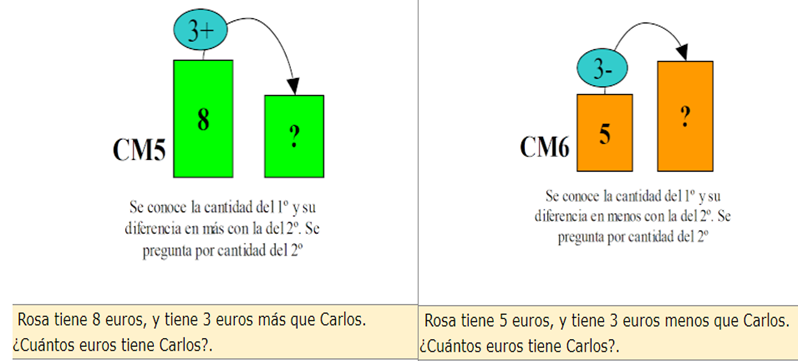 3+
8
?
CM5
Se conoce la cantidad del 1º y su
diferencia en más con la del 2º. Se
pregunta por cantidad del 2º
Rosa tiene 8 euros, y tiene 3 euros más que Carlos.
¿Cuántos euros tiene Carlos?.
3-
5
?
CM6
Se conoce la cantidad del 1º y su
diferencia en menos con la del 2º. Se
pregunta por cantidad del 2º
Rosa tiene 5 euros, y tiene 3 euros menos que Carlos.
¿Cuántos euros tiene Carlos?.